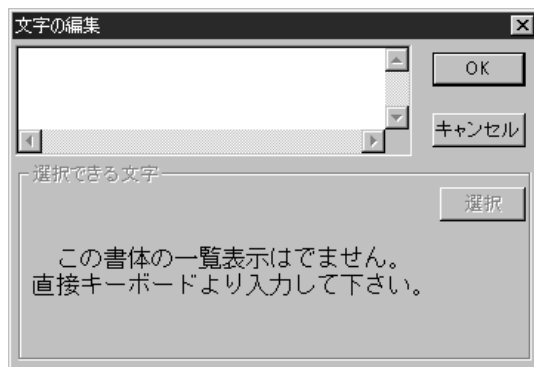 文字の編集
OK
キャンセル
選択できる文字
選択
この書体の一覧表示はでません。
直接キーボードより入力して下さい。